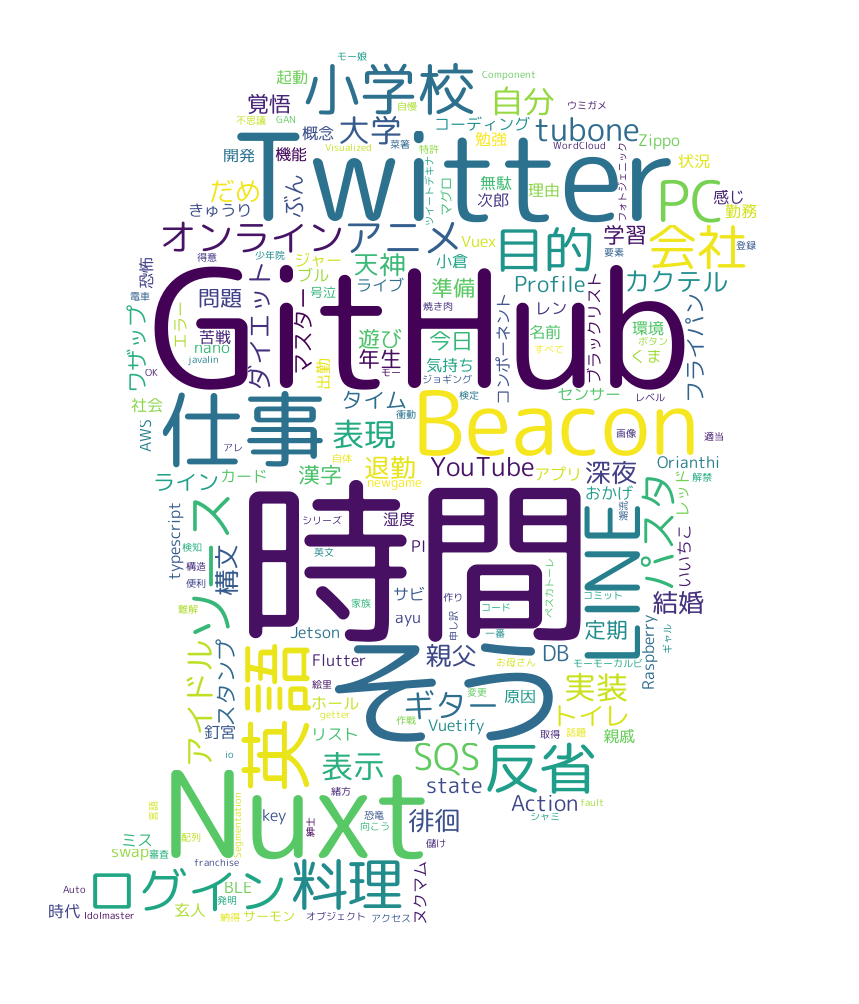 モー娘
Component
起動
小学校
自分
自慢
覚悟
不思議
GAN
大学
コーディング
ウミガメ
概念
勉強
tubone
Zippo
Twitter
開発
機能
Visualized
菜箸
特許
WordCloud
ツイートデキナ
フォトジェニック
状況
だめ
ぶん
マグロ
無駄
理由
PC
感じ
きゅうり
次郎
勤務
オンライン
アニメ
Vuex
目的
学習
会社
登録
得意
少年院
要素
恐怖
ジャー
天神
小倉
電車
ブル
ライブ
準備
Profile
カクテル
ワザップ
問題
ダイエット
マスター
号泣
焼き肉
レン
GitHub
エラー
苦戦
遊び
今日
コンポーネント
名前
ブラックリスト
環境
フライパン
nano
javalin
年生
気持ち
すべて
ボタン
くま
OK
出勤
モー
ジョギング
社会
仕事
タイム
検定
センサー
レベル
AWS
衝動
Beacon
アレ
表現
画像
適当
自体
退勤
YouTube
深夜
Orianthi
ライン
カード
漢字
newgame
アプリ
おかげ
パスタ
レッド
解禁
ソニース
シリーズ
湿度
LINE
typescript
時間
検知
構造
構文
英文
PI
いいちこ
便利
サビ
作り
ペスカトーレ
コミット
家族
コード
結婚
難解
ayu
申し訳
Jetson
一番
定期
ギャル
アイドル
スタンプ
英語
Flutter
そう
親父
お母さん
DB
モーモーカルビ
Raspberry
絵里
実装
ホール
ギター
変更
原因
getter
作戦
トイレ
釘宮
リスト
Vuetify
取得
話題
親戚
io
表示
SQS
反省
Nuxt
緒方
state
言語
Segmentation
key
紳士
恐竜
Action
fault
向こう
徘徊
シャミ
配列
ミス
儲け
swap
審査
franchise
ログイン
料理
Auto
BLE
ヌクマム
発明
時代
Idolmaster
玄人
納得
サーモン
オブジェクト
アクセス